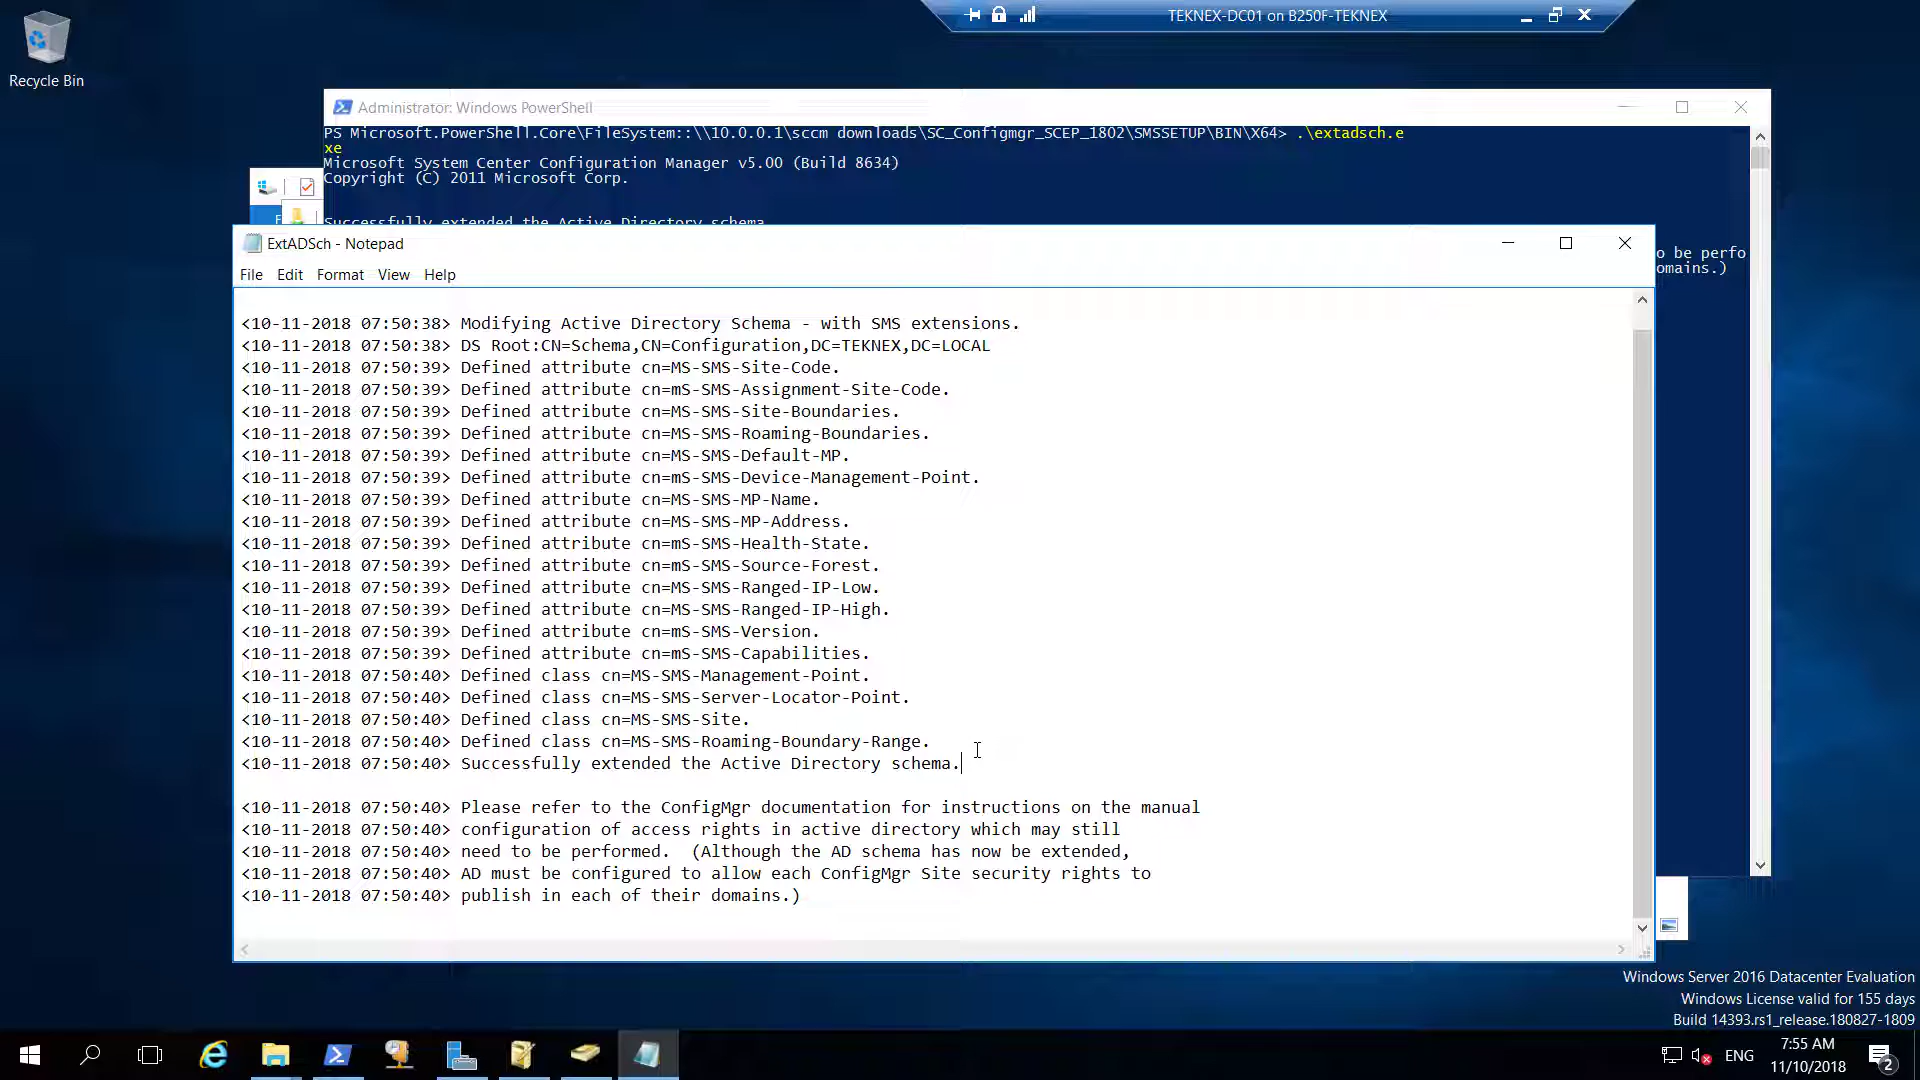 TEKNEX-DC01 on B250F-TEKNEX
Recycle Bin
Administrator: Windows PowerShell
PS Microsoft.PowerShell.Core\FileSystem::\\10.0.0.1\sccm downloads\SC_Configmgr_SCEP_1802\SMSSETUP\BIN\X64> .\extadsch.e
xe
Microsoft System Center Configuration Manager v5.00 (Build 8634)
Copyright (C) 2011 Microsoft Corp.
Successfully extended the Active Directory schema.
o be perfo
omains.)
F
ExtADSch - Notepad
File Edit Format View Help
<10-11-2018 07:50:38> Modifying Active Directory Schema - with SMS extensions.
<10-11-2018 07:50:38> DS Root:CN=Schema,CN=Configuration,DC=TEKNEX,DC=LOCAL
<10-11-2018 07:50:39> Defined attribute cn=MS-SMS-Site-Code.
<10-11-2018 07:50:39> Defined attribute cn=mS-SMS-Assignment-Site-Code.
<10-11-2018 07:50:39> Defined attribute cn=MS-SMS-Site-Boundaries.
<10-11-2018 07:50:39> Defined attribute cn=MS-SMS-Roaming-Boundaries.
<10-11-2018 07:50:39> Defined attribute cn=MS-SMS-Default-MP.
<10-11-2018 07:50:39> Defined attribute cn=mS-SMS-Device-Management-Point.
<10-11-2018 07:50:39> Defined attribute cn=MS-SMS-MP-Name.
<10-11-2018 07:50:39> Defined attribute cn=MS-SMS-MP-Address.
<10-11-2018 07:50:39> Defined attribute cn=mS-SMS-Health-State.
<10-11-2018 07:50:39> Defined attribute cn=mS-SMS-Source-Forest.
<10-11-2018 07:50:39> Defined attribute cn=MS-SMS-Ranged-IP-Low.
<10-11-2018 07:50:39> Defined attribute cn=MS-SMS-Ranged-IP-High.
<10-11-2018 07:50:39> Defined attribute cn=mS-SMS-Version.
<10-11-2018 07:50:39> Defined attribute cn=mS-SMS-Capabilities.
<10-11-2018 07:50:40> Defined class cn=MS-SMS-Management-Point.
<10-11-2018 07:50:40> Defined class cn=MS-SMS-Server-Locator-Point.
<10-11-2018 07:50:40> Defined class cn=MS-SMS-Site.
<10-11-2018 07:50:40> Defined class cn=MS-SMS-Roaming-Boundary-Range.
<10-11-2018 07:50:40> Successfully extended the Active Directory schema.
<10-11-2018 07:50:40> Please refer to the ConfigMgr documentation for instructions on the manual
<10-11-2018 07:50:40> configuration of access rights in active directory which may still
<10-11-2018 07:50:40> need to be performed.  (Although the AD schema has now be extended,
<10-11-2018 07:50:40> AD must be configured to allow each ConfigMgr Site security rights to
<10-11-2018 07:50:40> publish in each of their domains.)
Windows Server 2016 Datacenter Evaluation
Windows License valid for 155 days
Build 14393.rs1_release.180827-1809
ENG
7:55 AM
11/10/2018
2